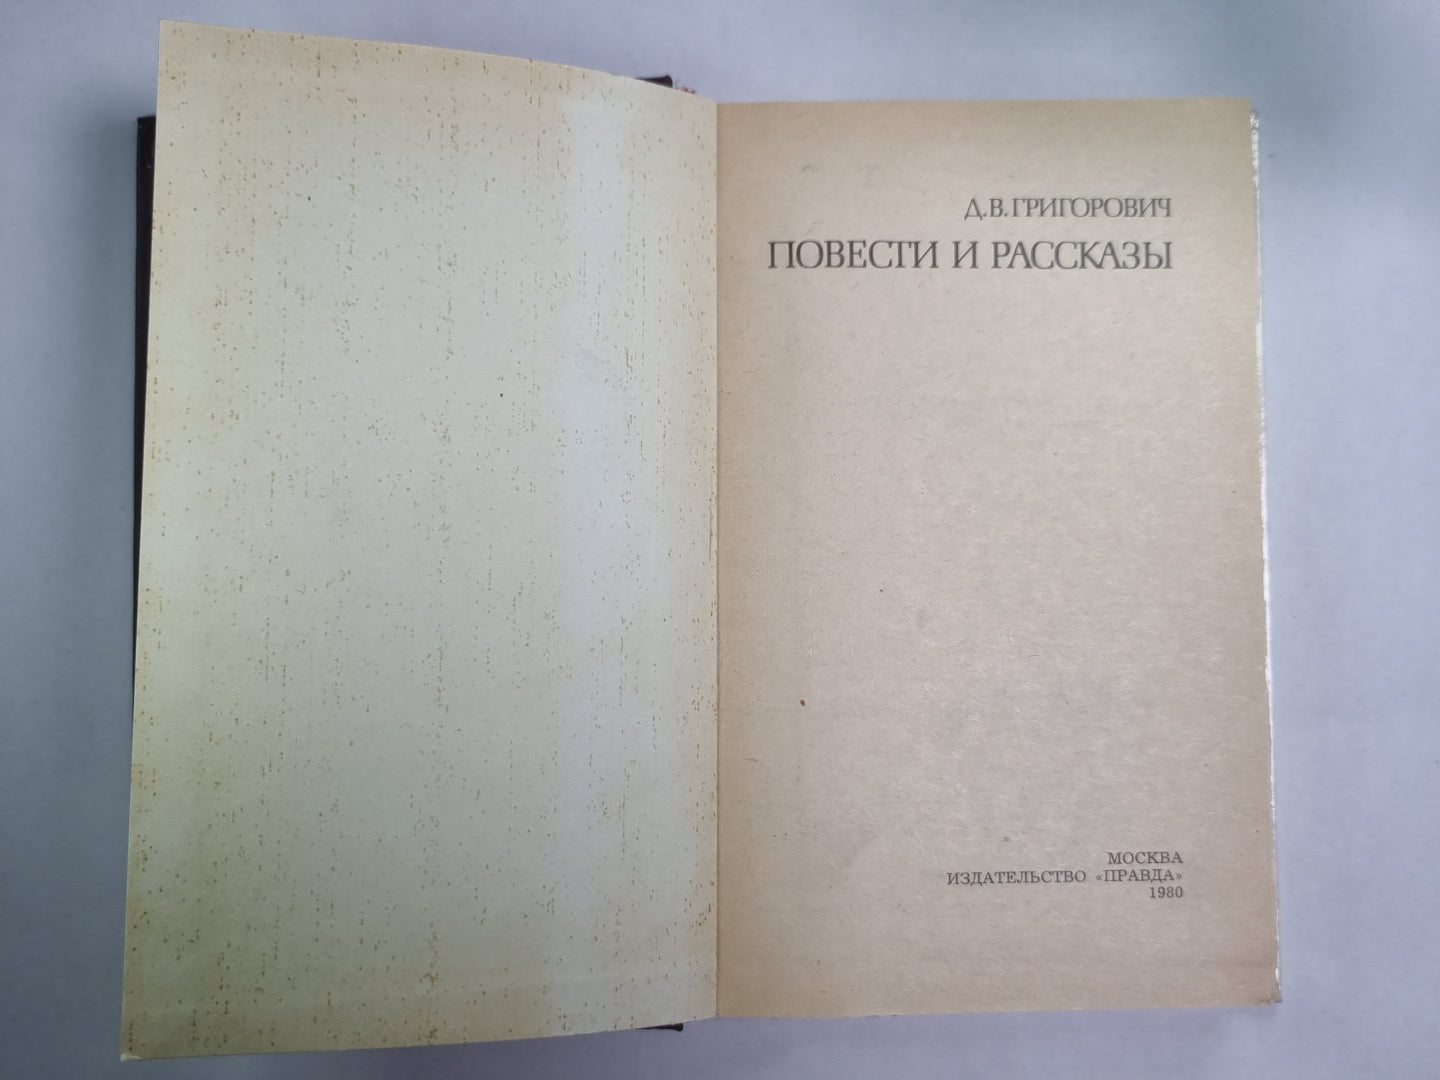 Д. В. ГРИГОРОВИЧ
ПОВЕСТИ И РАССКАЗЫ
МОСКВА
ИЗДАТЕЛЬСТВО «ПРАВДА»
1980